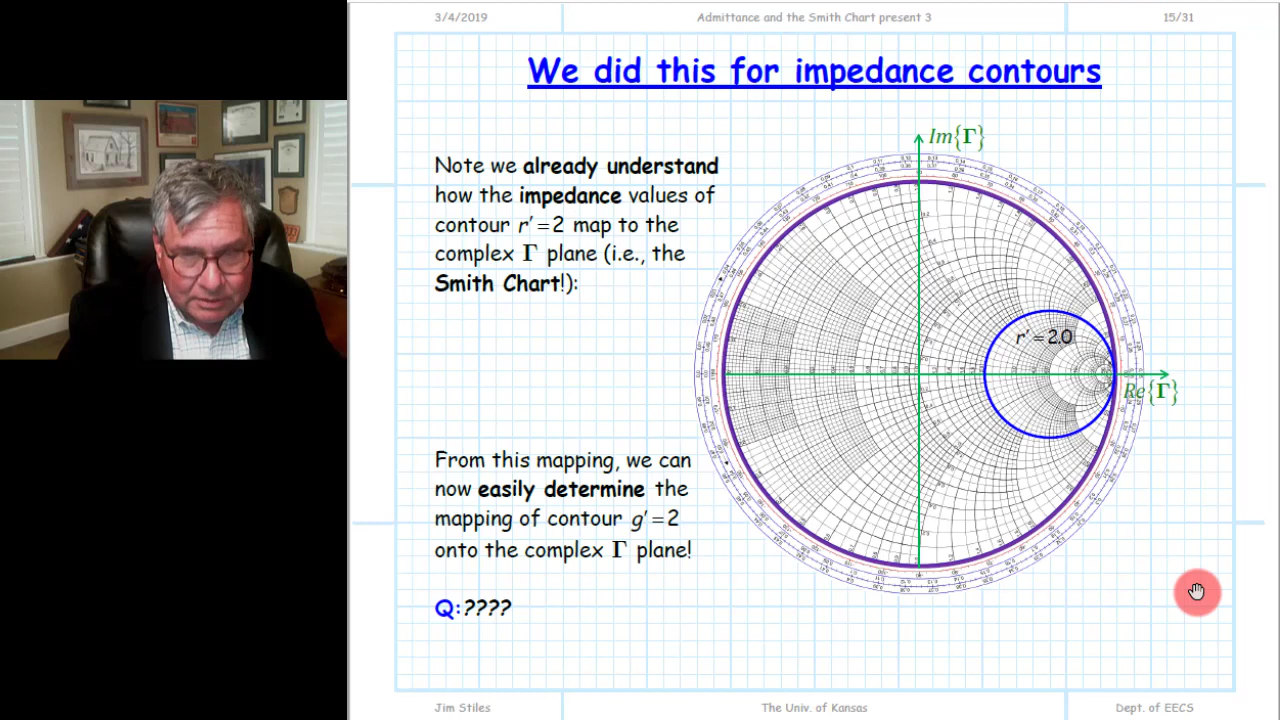 3/4/2019
Admittance and the Smith Chart present 3
15/31
We did this for impedance contours
Note we already understand
how the impedance values of
contour r′ = 2 map to the
complex Γ plane (i.e., the
Smith Chart!):
Im{Γ}
r′ = 2.0
Re{Γ}
From this mapping, we can
now easily determine the
mapping of contour g′ = 2
onto the complex Γ plane!
Q:????
Jim Stiles
The Univ. of Kansas
Dept. of EECS